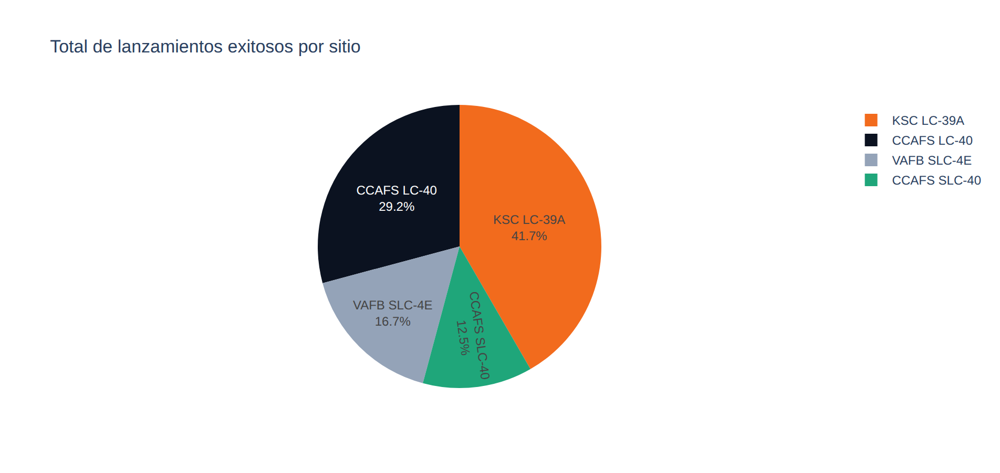 Total de lanzamientos exitosos por sitio
CCAFS LC-40
29.2%
KSC LC-39A
41.7%
VAFB SLC-4E
16.7%
CCAFS SLC-40
12.5%
KSC LC-39A
CCAFS LC-40
VAFB SLC-4E
CCAFS SLC-40